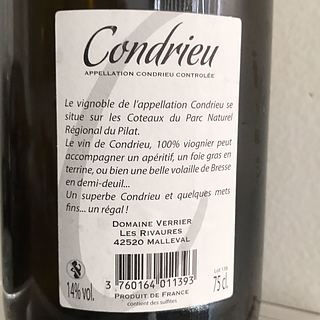 Condrieu
APPELLATION CONDRIEU CONTROLÉE
Le vignoble de l'appellation Condrieu se
situe sur les Coteaux du Parc Naturel
Régional du Pilat.
Le vin de Condrieu, 100% viognier peut
accompagner un apéritif, un foie gras en
terrine, ou bien une belle volaille de Bresse
en demi-deuil...
Un superbe Condrieu et quelques mets
fins... un régal !
DOMAINE VERRIER
LES RIVAURES
42520 MALLEVAL
14% vol.
3 760164 011393
Lot 118
75 cl.
PRODUIT DE FRANCE
contient des sulfites